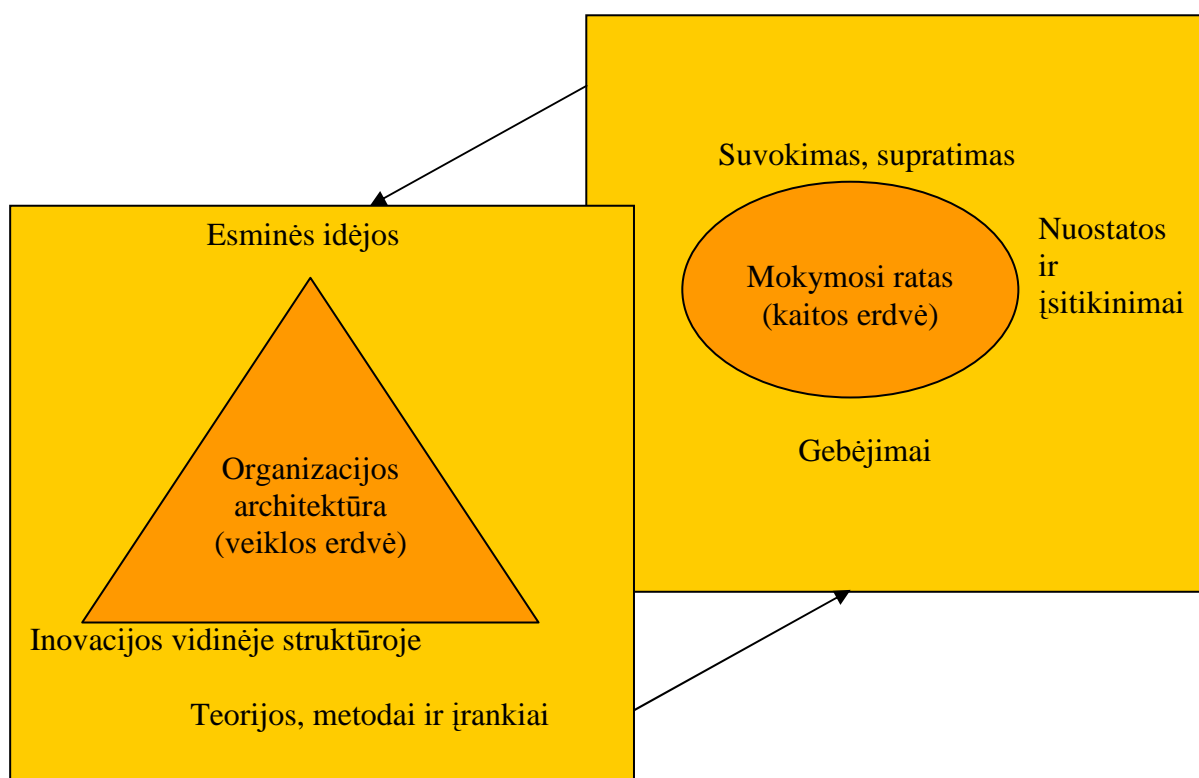 Suvokimas, supratimas
Nuostatos
ir
įsitikinimai
Mokymosi ratas
(kaitos erdvė)
Gebėjimai
Esminės idėjos
Organizacijos
architektūra
(veiklos erdvė)
Inovacijos vidinėje struktūroje
Teorijos, metodai ir įrankiai